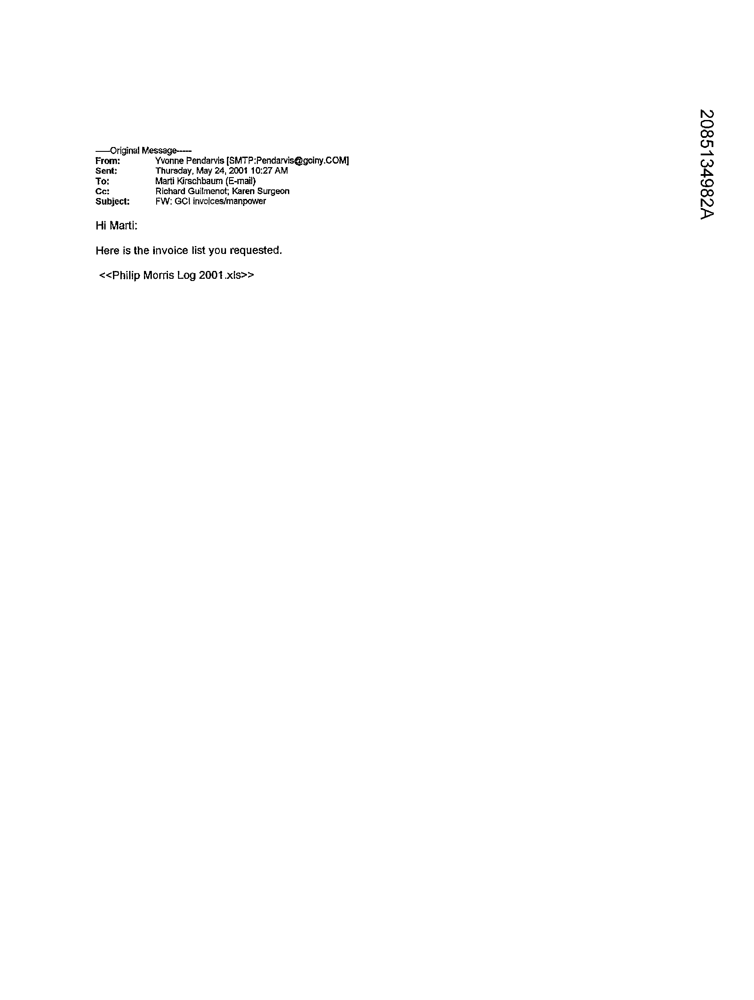 -----Original Message-----
From: Yvonne Pendarvis [SMTP:Pendarvis@gciny.COM]
Sent: Thursday, May 24, 2001 10:27 AM
To: Marti Kirschbaum (E-mail)
Cc: Richard Guilmenot; Karen Surgeon
Subject: FW: GCI invoices/manpower
Hi Marti:
Here is the invoice list you requested.
<<Philip Morris Log 2001.xls>>
2085134982A